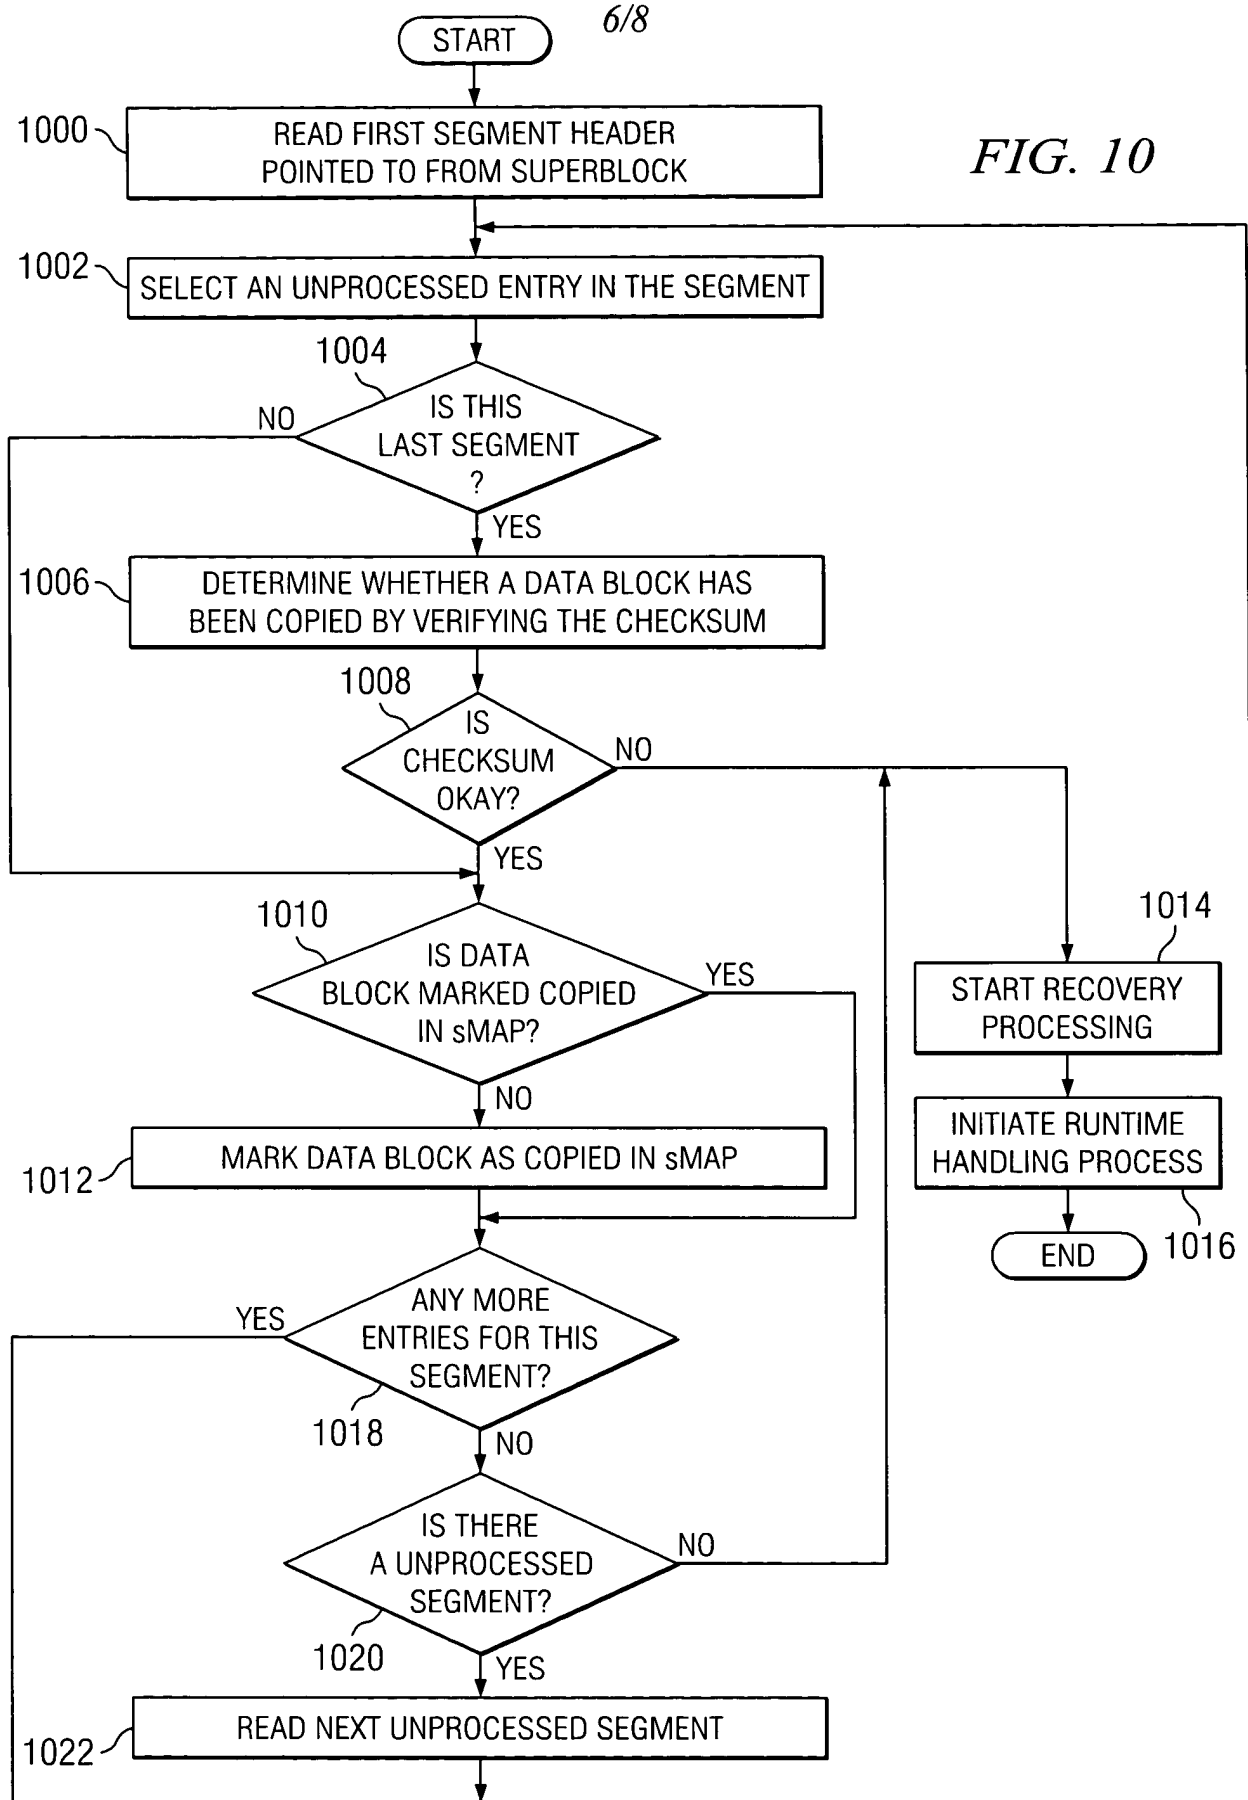 6/8
START
FIG. 10
1000
READ FIRST SEGMENT HEADER
POINTED TO FROM SUPERBLOCK
1002
SELECT AN UNPROCESSED ENTRY IN THE SEGMENT
1004
IS THIS
LAST SEGMENT
?
NO
YES
1006
DETERMINE WHETHER A DATA BLOCK HAS
BEEN COPIED BY VERIFYING THE CHECKSUM
1008
IS
CHECKSUM
OKAY?
NO
YES
1010
IS DATA
BLOCK MARKED COPIED
IN sMAP?
YES
NO
1014
START RECOVERY
PROCESSING
1012
MARK DATA BLOCK AS COPIED IN sMAP
INITIATE RUNTIME
HANDLING PROCESS
1016
END
YES
ANY MORE
ENTRIES FOR THIS
SEGMENT?
1018
NO
IS THERE
A UNPROCESSED
SEGMENT?
NO
1020
YES
1022
READ NEXT UNPROCESSED SEGMENT